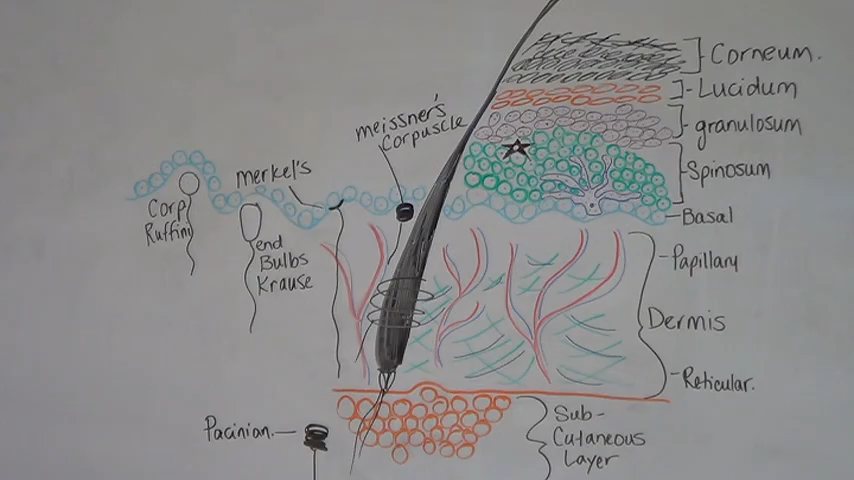 Corneum.
Lucidum
granulosum
Spinosum
Basal
Papillary
Dermis
Reticular.
Sub-
Cutaneous
Layer
meissner's
Corpuscle
merkel's
Corp
Ruffini
end
Bulbs
Krause
Pacinian.